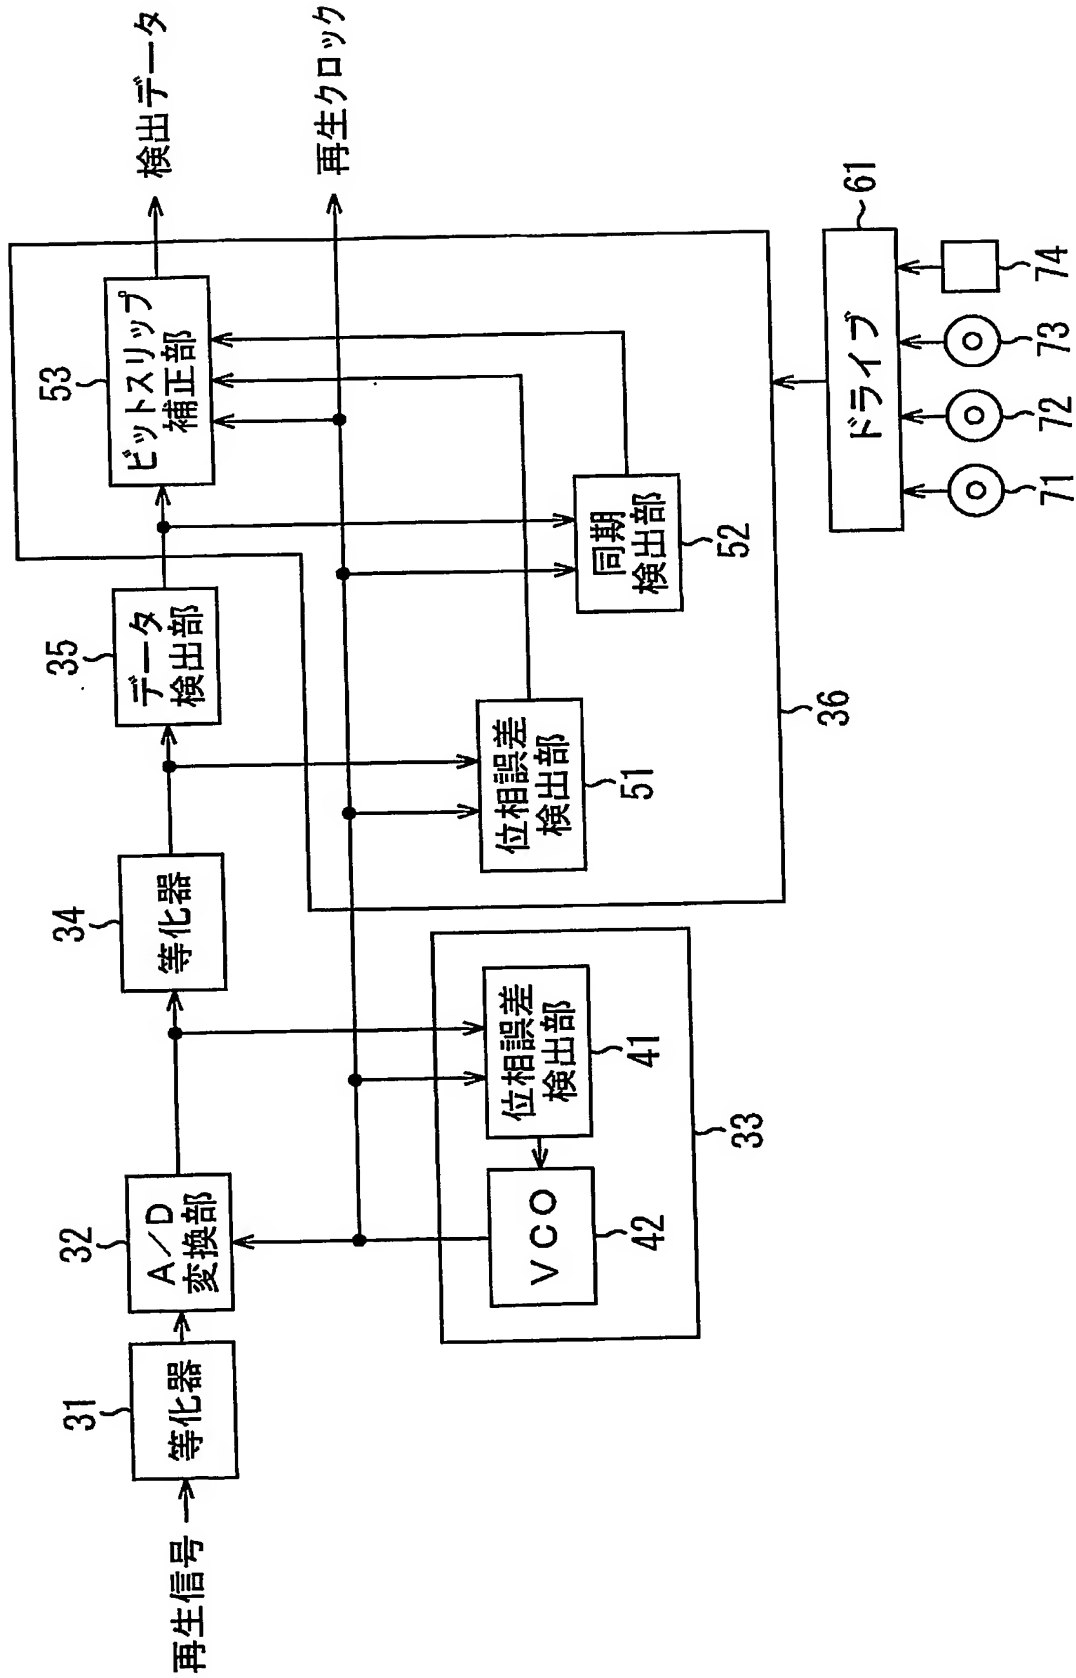 再生信号
31
等化器
32
A/D
変換部
34
等化器
35
データ
検出部
53
ビットスリップ
補正部
検出データ
再生クロック
VCO
42
位相誤差
検出部
41
33
位相誤差
検出部
51
同期
検出部
52
36
ドライブ
61
71
72
73
74